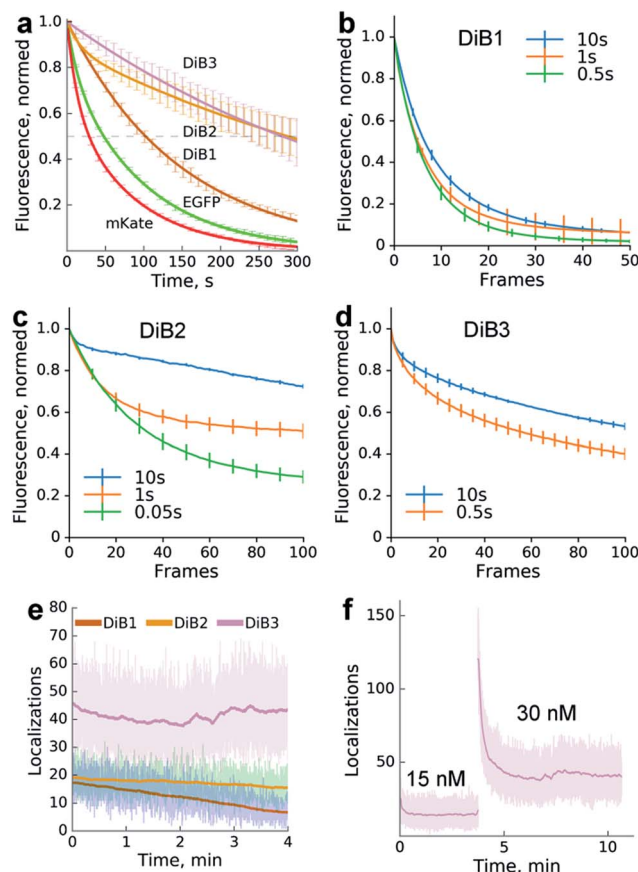 a
Fluorescence, normed
1.0
0.8
0.6
0.4
0.2
DiB3
DiB2
DiB1
EGFP
mKate
0 50 100 150 200 250 300
Time, s
b
DiB1
Fluorescence, normed
1.0
0.8
0.6
0.4
0.2
0
10s
1s
0.5s
0 10 20 30 40 50
Frames
c
DiB2
Fluorescence, normed
1.0
0.8
0.6
0.4
0.2
0
10s
1s
0.05s
0 20 40 60 80 100
Frames
d
DiB3
Fluorescence, normed
1.0
0.8
0.6
0.4
0.2
0
10s
0.5s
0 20 40 60 80 100
Frames
e
Localizations
80
70
60
50
40
30
20
10
0
DiB1 DiB2 DiB3
0 1 2 3 4
Time, min
f
Localizations
150
100
50
15 nM
30 nM
0 5 10
Time, min